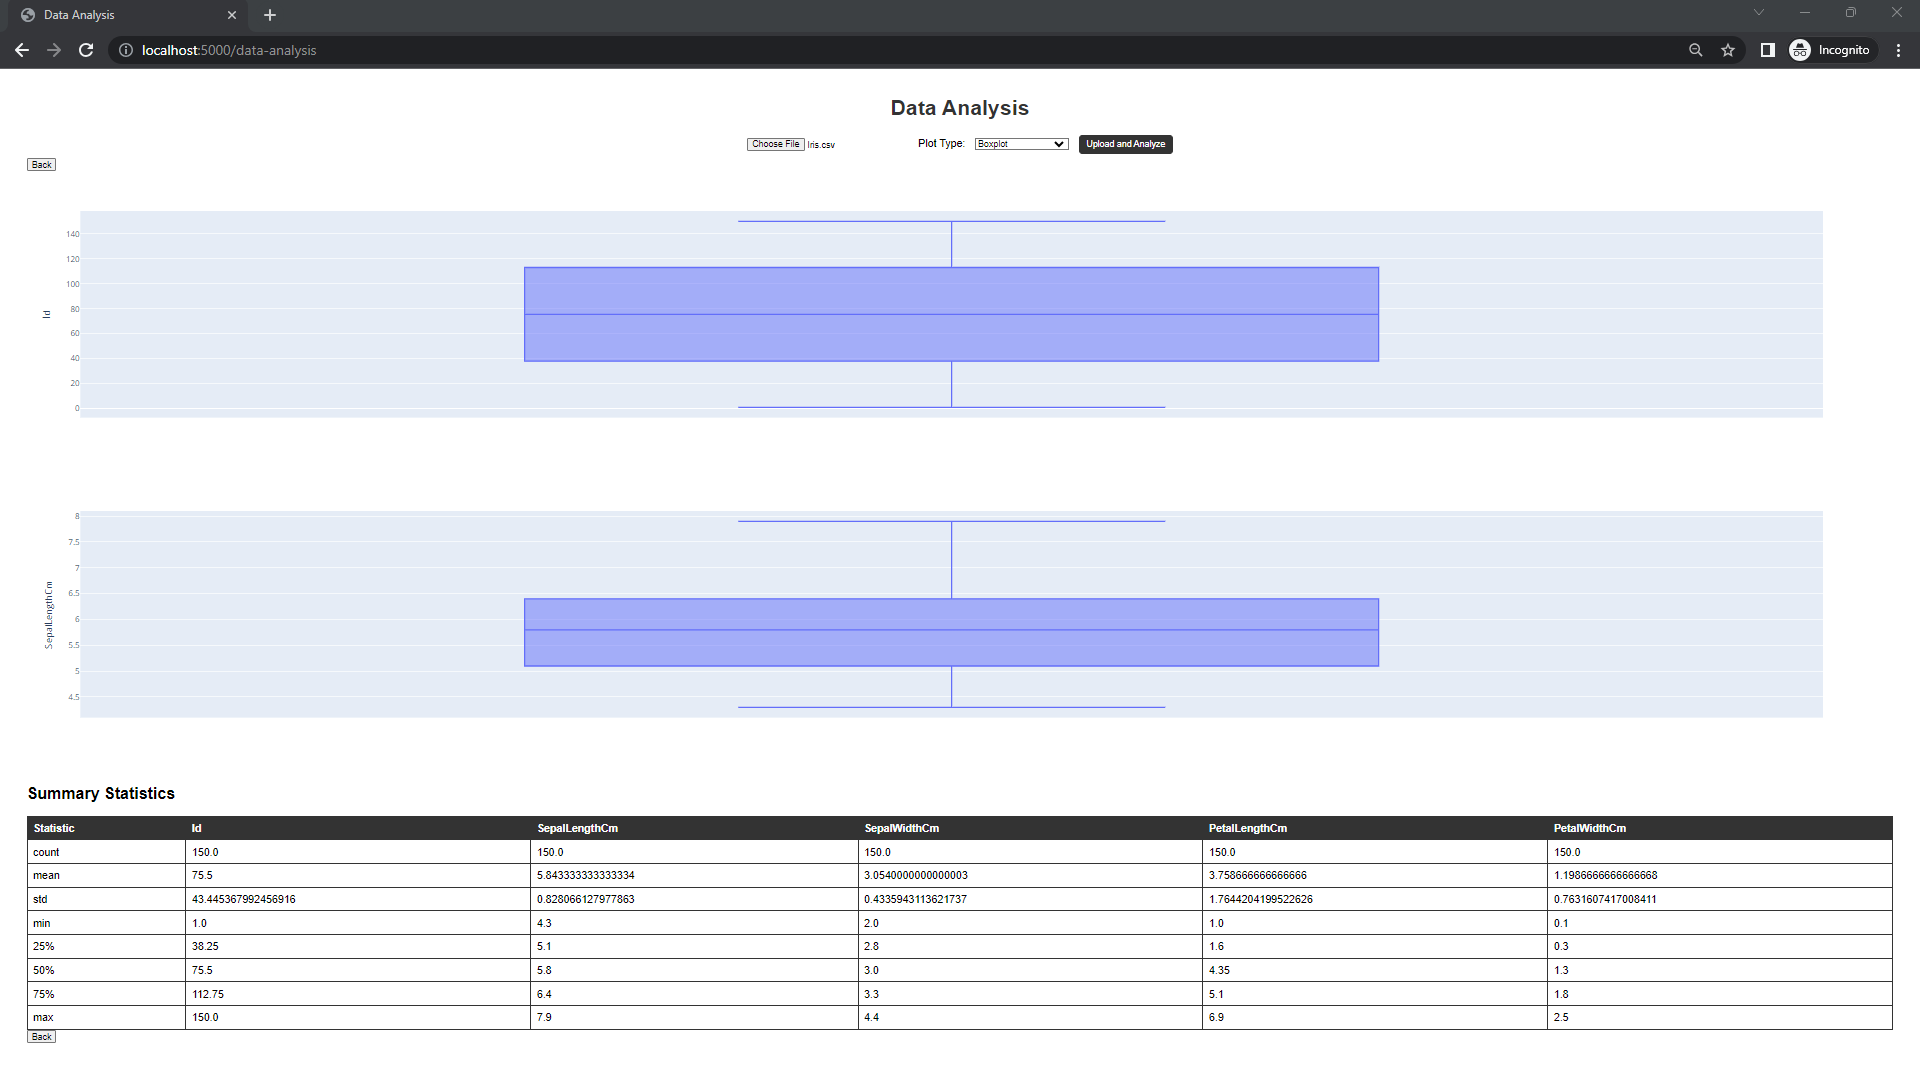 Data Analysis
localhost:5000/data-analysis
Incognito
Data Analysis
Choose File Iris.csv Plot Type: Boxplot Upload and Analyze
Back
140
120
100
80
60
40
20
0
Id
8
7.5
7
6.5
6
5.5
5
4.5
SepalLengthCm
Summary Statistics
Statistic Id SepalLengthCm SepalWidthCm PetalLengthCm PetalWidthCm
count 150.0 150.0 150.0 150.0 150.0
mean 75.5 5.843333333333334 3.0540000000000003 3.758666666666666 1.1986666666666668
std 43.445367992456916 0.828066127977863 0.4335943113621737 1.7644204199522626 0.7631607417008411
min 1.0 4.3 2.0 1.0 0.1
25% 38.25 5.1 2.8 1.6 0.3
50% 75.5 5.8 3.0 4.35 1.3
75% 112.75 6.4 3.3 5.1 1.8
max 150.0 7.9 4.4 6.9 2.5
Back